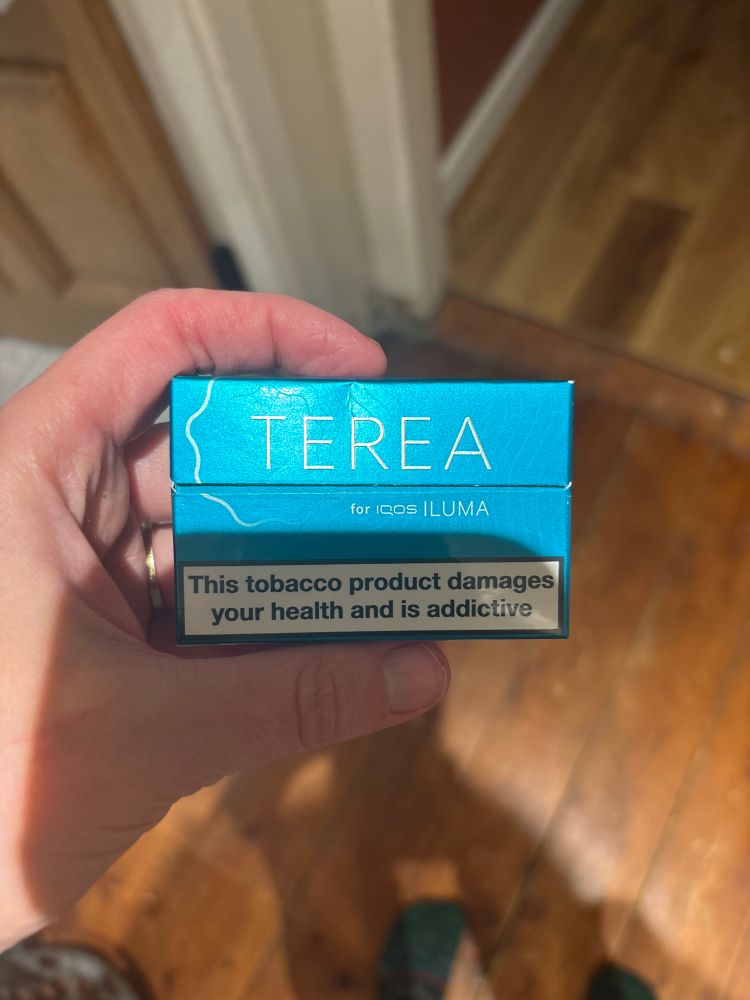 TEREA
for IQOS ILUMA
This tobacco product damages
your health and is addictive